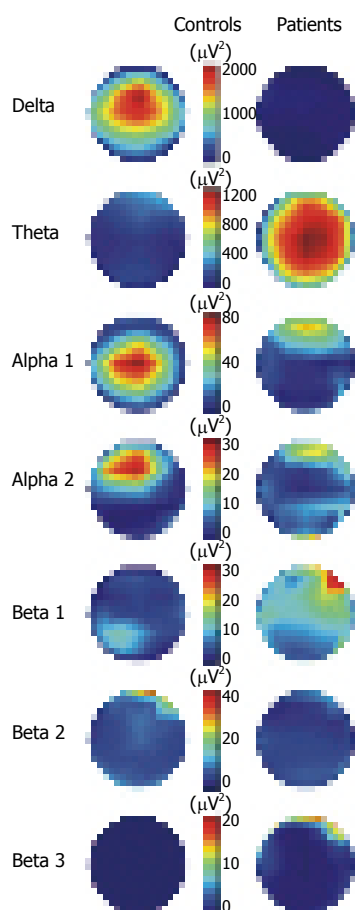 Controls Patients
(μV²)
2000
Delta
1000
0
(μV²)
1200
Theta
800
400
0
(μV²)
80
Alpha 1
40
0
(μV²)
30
Alpha 2
20
10
0
(μV²)
30
Beta 1
20
10
0
(μV²)
40
Beta 2
20
0
(μV²)
20
Beta 3
10
0